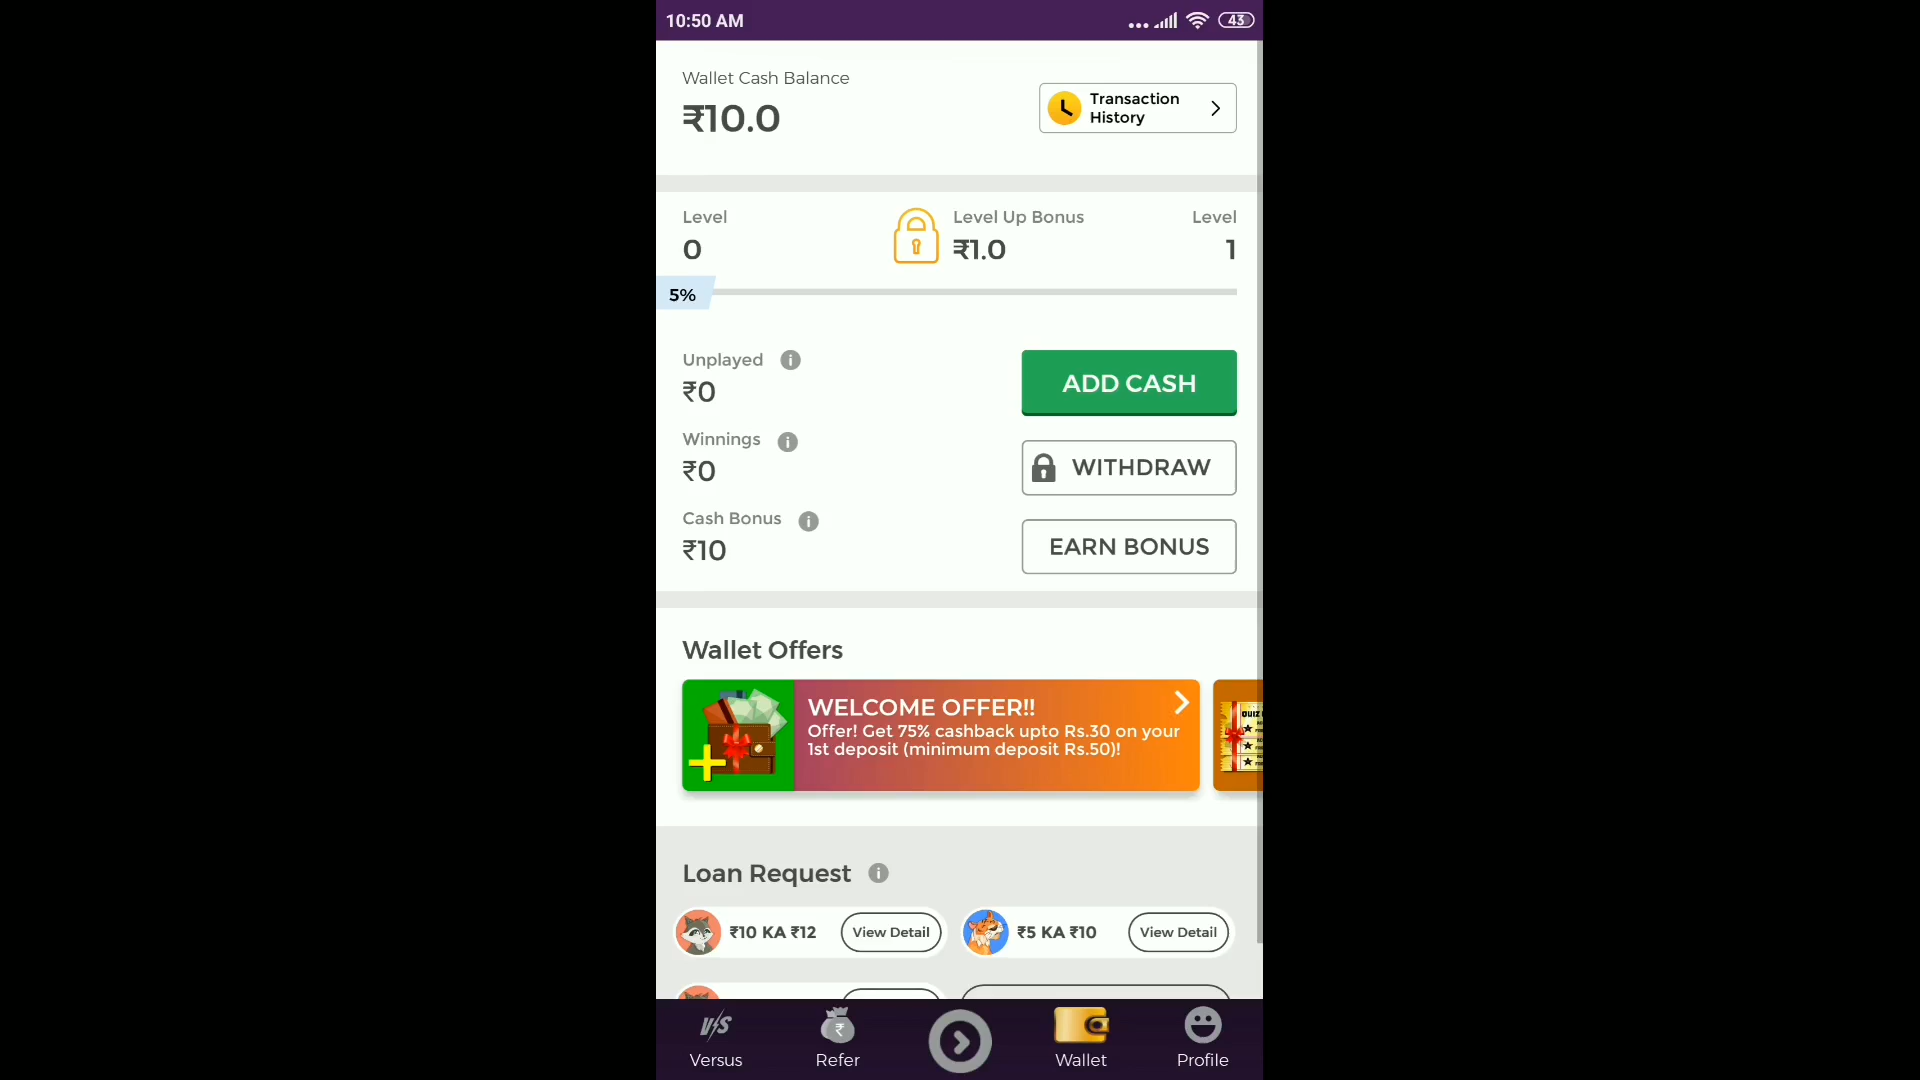 10:50 AM
43
Wallet Cash Balance
₹10.0
Transaction
History
Level
0
Level Up Bonus
₹1.0
Level
1
5%
Unplayed
₹0
ADD CASH
Winnings
₹0
WITHDRAW
Cash Bonus
₹10
EARN BONUS
Wallet Offers
WELCOME OFFER!!
Offer! Get 75% cashback upto Rs.30 on your
1st deposit (minimum deposit Rs.50)!
QUIZ
Loan Request
₹10 KA ₹12
View Detail
₹5 KA ₹10
View Detail
V/S
Versus
Refer
Wallet
Profile